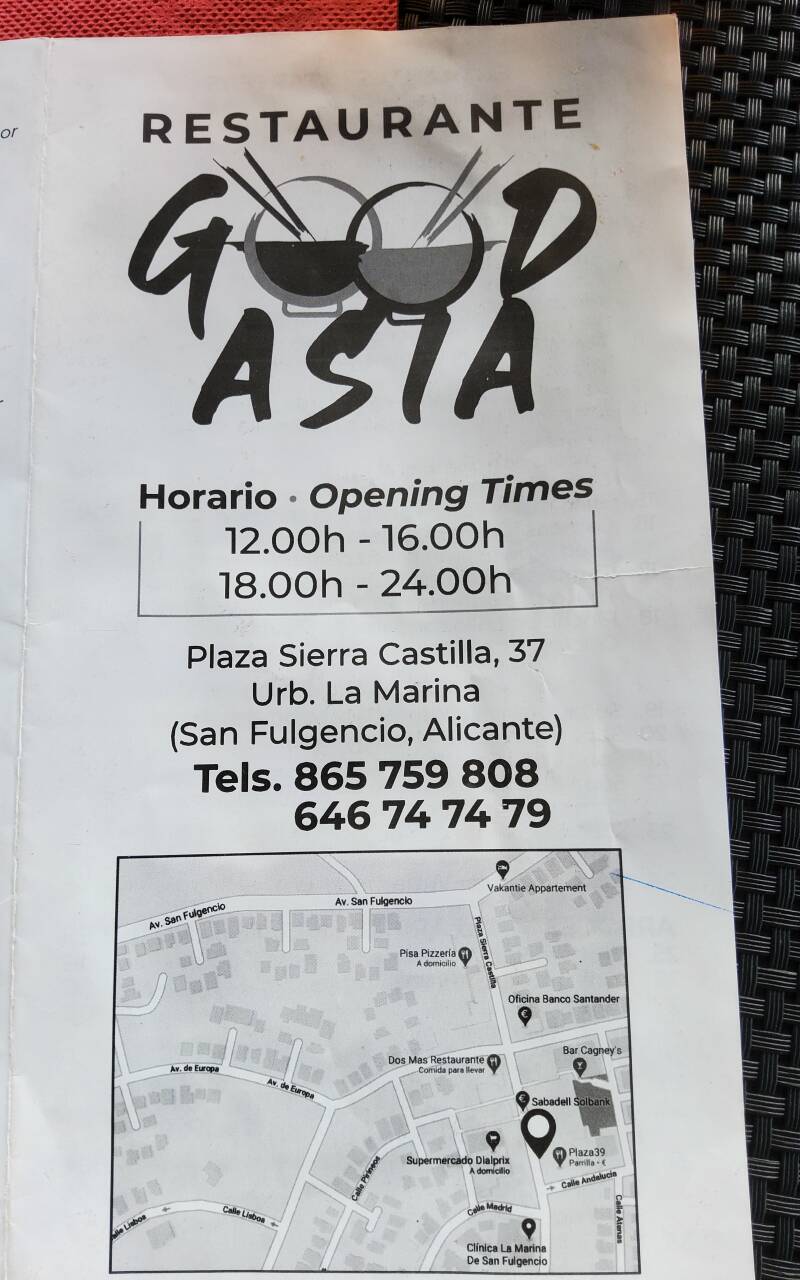 or
RESTAURANTE
GOOD
ASIA
Horario • Opening Times
12.00h - 16.00h
18.00h - 24.00h
Plaza Sierra Castilla, 37
Urb. La Marina
(San Fulgencio, Alicante)
Tels. 865 759 808
646 74 74 79
Vakantie Appartement
Av. San Fulgencio
Av. San Fulgencio
Plaza Sierra Castilla
Pisa Pizzería
A domicilio
Oficina Banco Santander
Bar Cagney's
Dos Mas Restaurante
Comida para llevar
Av. de Europa
Av. de Europa
Sabadell Solbank
Supermercado Dialprix
A domicilio
Plaza39
Parrilla - €
Calle Pirineos
Calle Andalucia
Calle Madrid
Calle Atenas
Calle Lisboa
alle Lisboa
Clínica La Marina
De San Fulgencio